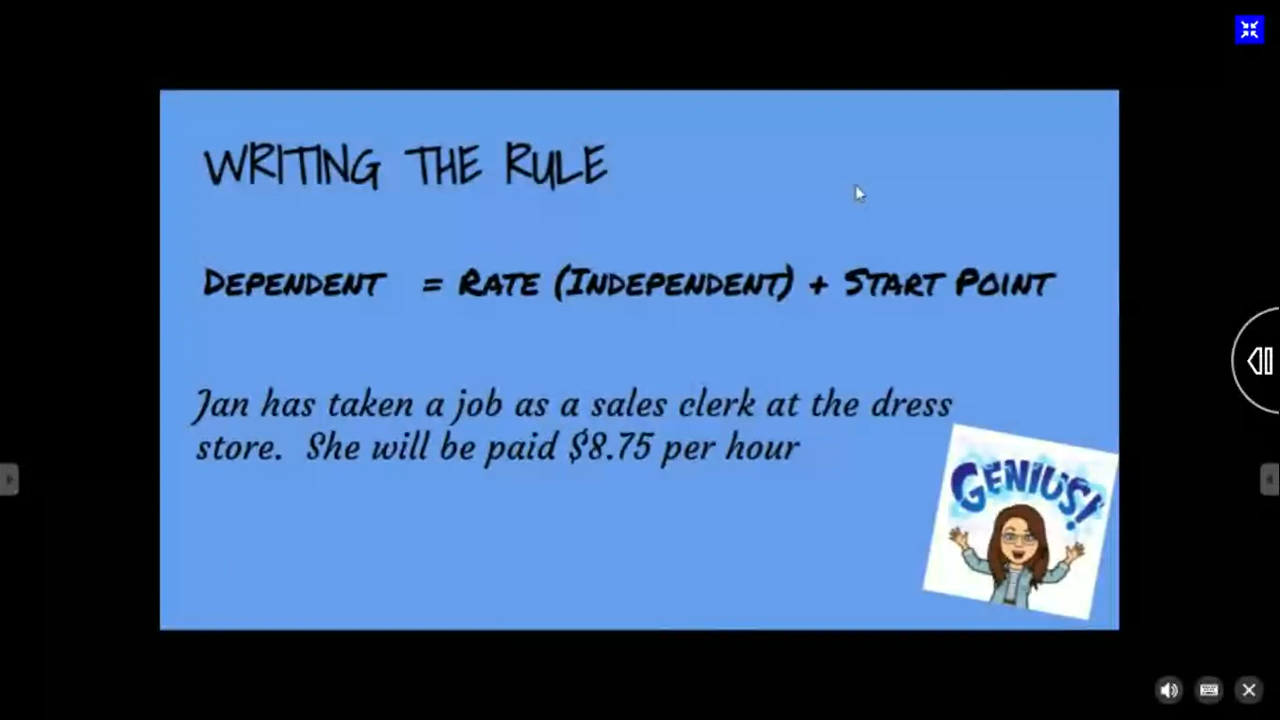 WRITING THE RULE
DEPENDENT = RATE (INDEPENDENT) + START POINT
Jan has taken a job as a sales clerk at the dress
store. She will be paid $8.75 per hour
GENIUS!